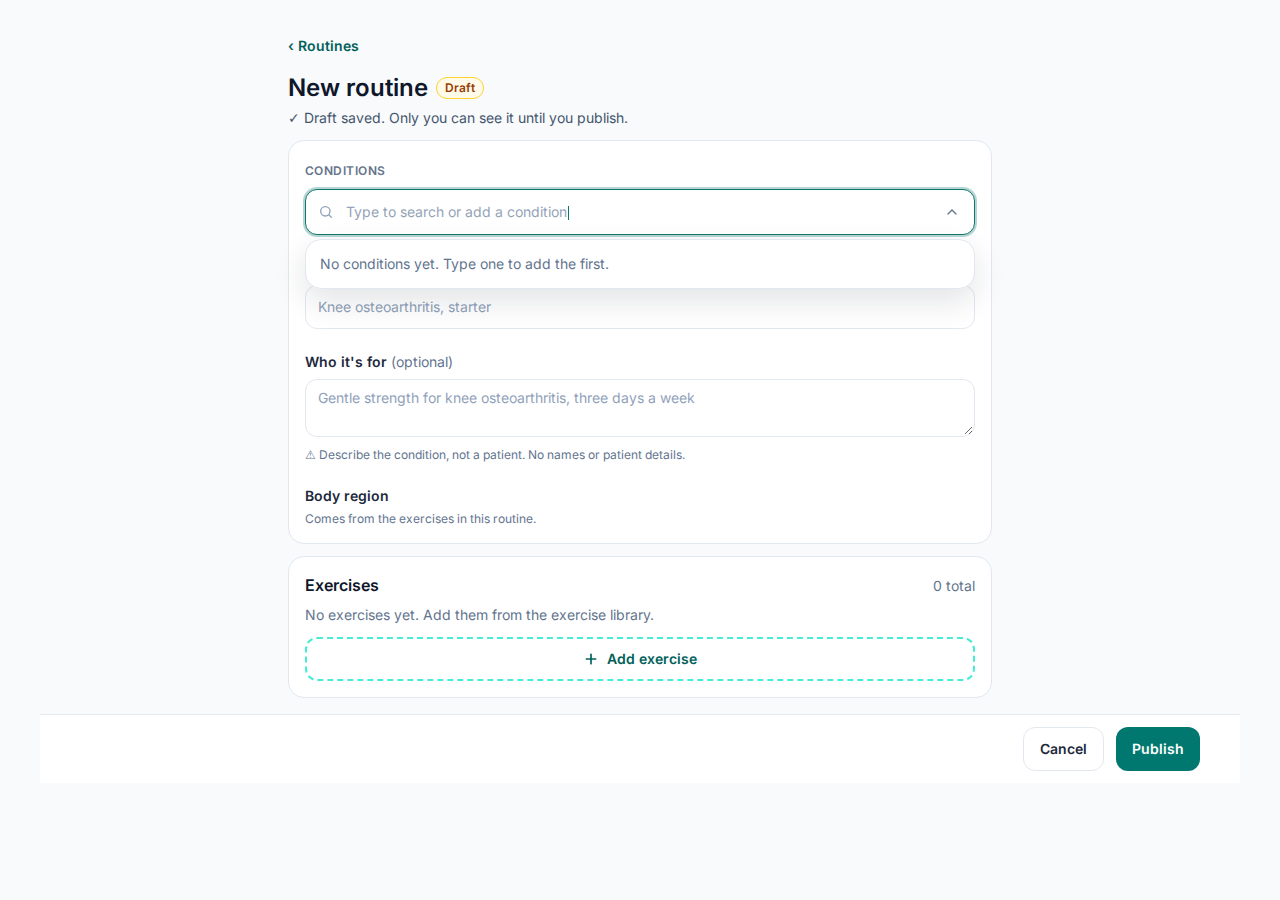 ‹ Routines
New routine Draft
✓ Draft saved. Only you can see it until you publish.
CONDITIONS
Type to search or add a condition
No conditions yet. Type one to add the first.
Knee osteoarthritis, starter
Who it's for (optional)
Gentle strength for knee osteoarthritis, three days a week
⚠ Describe the condition, not a patient. No names or patient details.
Body region
Comes from the exercises in this routine.
Exercises 0 total
No exercises yet. Add them from the exercise library.
+ Add exercise
Cancel Publish